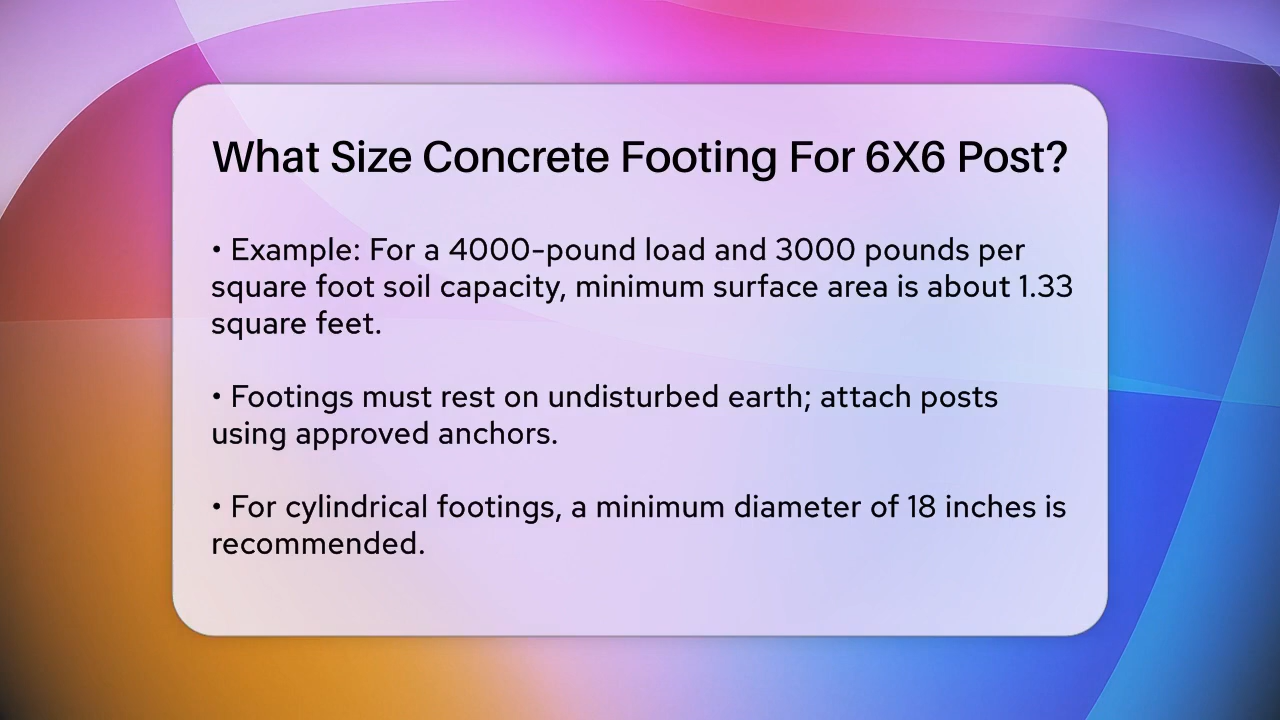 What Size Concrete Footing For 6X6 Post?
• Example: For a 4000-pound load and 3000 pounds per
square foot soil capacity, minimum surface area is about 1.33
square feet.
• Footings must rest on undisturbed earth; attach posts
using approved anchors.
• For cylindrical footings, a minimum diameter of 18 inches is
recommended.